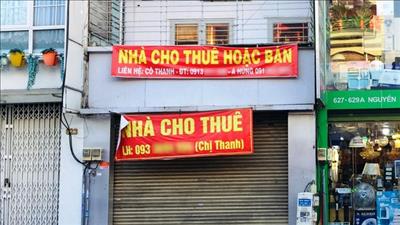 NHÀ CHO THUÊ HOẶC BÁN
LIÊN HỆ: CÔ THANH - ĐT: 0913 - A HÙNG 091
NHÀ CHO THUÊ
LH: 093 (Chị Thanh)
627-629A NGUYỄN